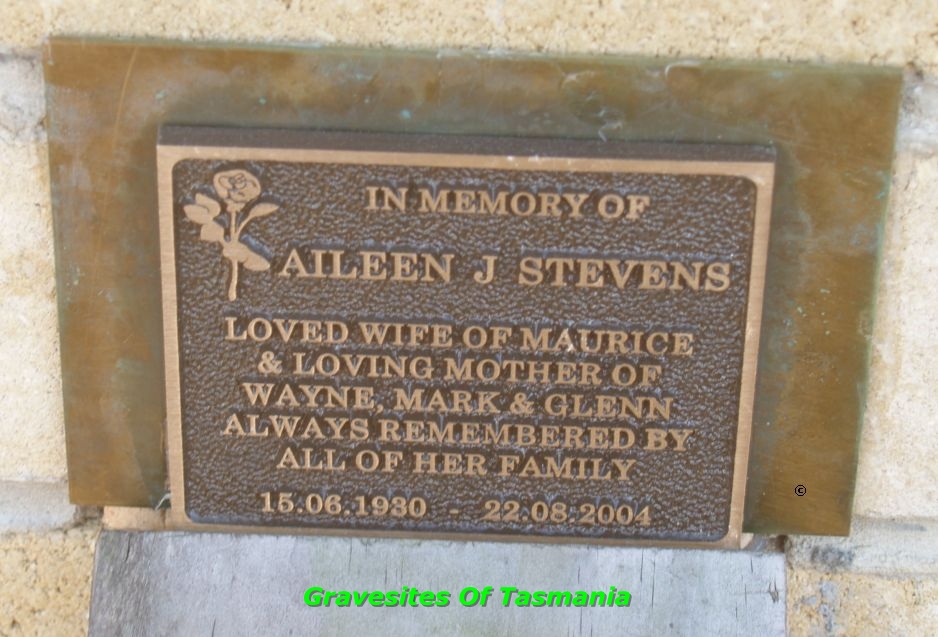 IN MEMORY OF
AILEEN J STEVENS
LOVED WIFE OF MAURICE
& LOVING MOTHER OF
WAYNE, MARK & GLENN
ALWAYS REMEMBERED BY
ALL OF HER FAMILY
15.06.1930 - 22.08.2004
©
Gravesites Of Tasmania